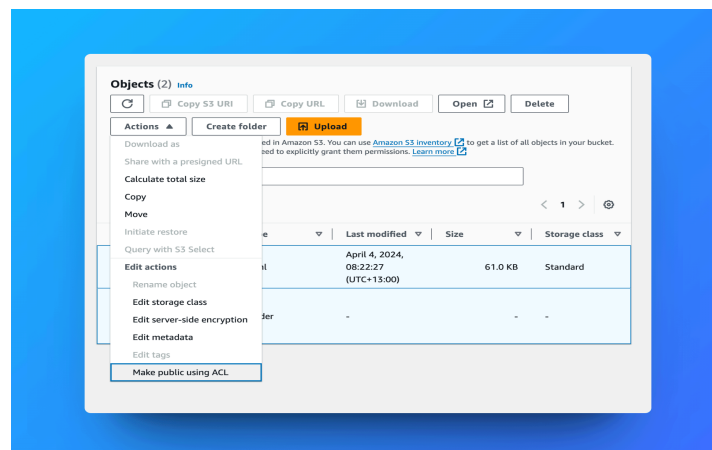 Objects (2) Info
Copy S3 URI Copy URL Download Open Delete
Actions Create folder Upload
Download as
ed in Amazon S3. You can use Amazon S3 inventory to get a list of all objects in your bucket.
eed to explicitly grant them permissions. Learn more
Share with a presigned URL
Calculate total size
Copy
Move
Initiate restore
Query with S3 Select
Edit actions
Rename object
Edit storage class
Edit server-side encryption
Edit metadata
Edit tags
Make public using ACL
< 1 >
e Last modified Size Storage class
April 4, 2024,
nl 08:22:27 61.0 KB Standard
(UTC+13:00)
der - - -